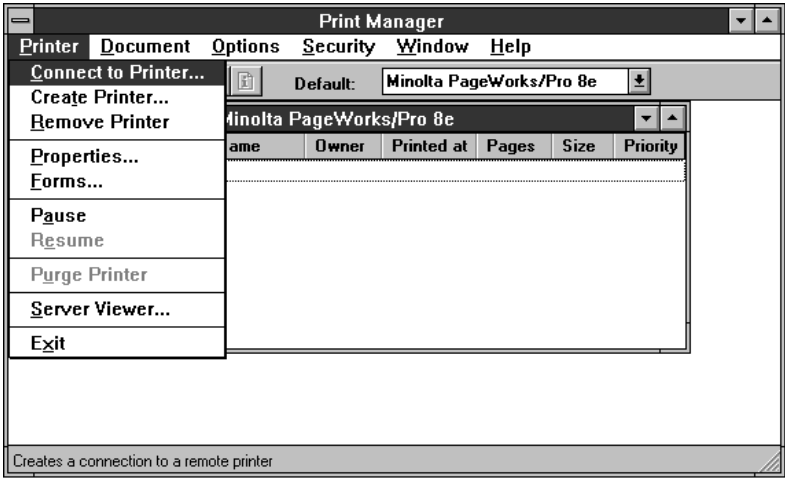 Print Manager
Printer Document Options Security Window Help
Connect to Printer...
Create Printer...
Remove Printer
Properties...
Forms...
Pause
Resume
Purge Printer
Server Viewer...
Exit
Default: Minolta PageWorks/Pro 8e
Minolta PageWorks/Pro 8e
ame Owner Printed at Pages Size Priority
Creates a connection to a remote printer